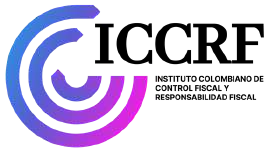 ICCRF
INSTITUTO COLOMBIANO DE
CONTROL FISCAL Y
RESPONSABILIDAD FISCAL